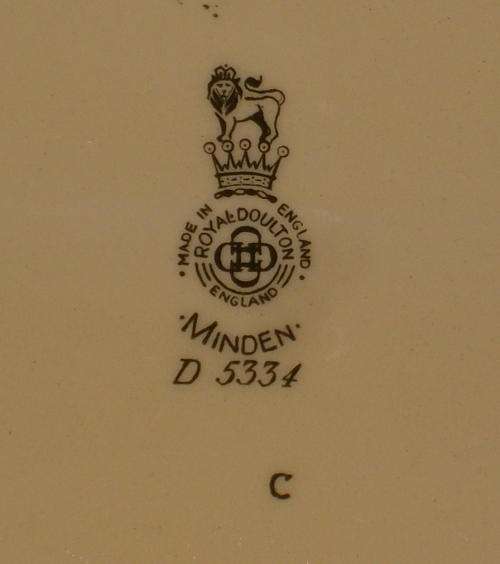 ·MADE IN ENGLAND·
ROYAL DOULTON
ENGLAND
·MINDEN·
D 5334
C